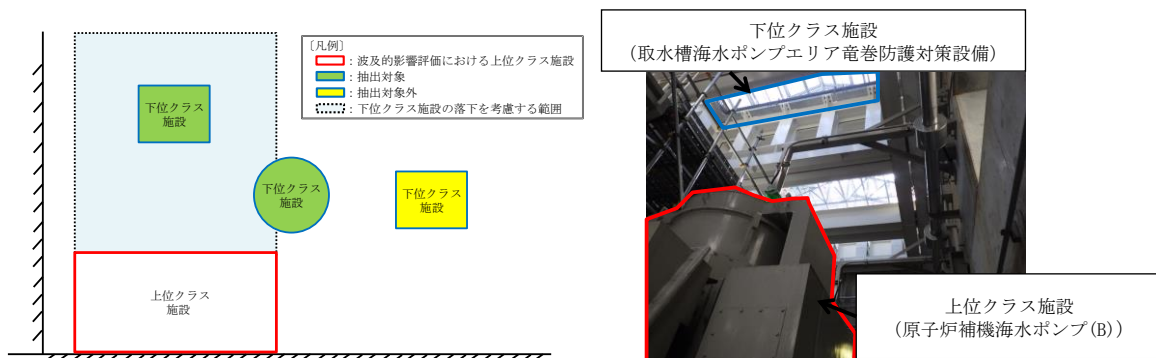 〔凡例〕
：波及的影響評価における上位クラス施設
：抽出対象
：抽出対象外
：下位クラス施設の落下を考慮する範囲
下位クラス
施設
下位クラス
施設
下位クラス
施設
上位クラス
施設
下位クラス施設
（取水槽海水ポンプエリア竜巻防護対策設備）
上位クラス施設
（原子炉補機海水ポンプ(B)）